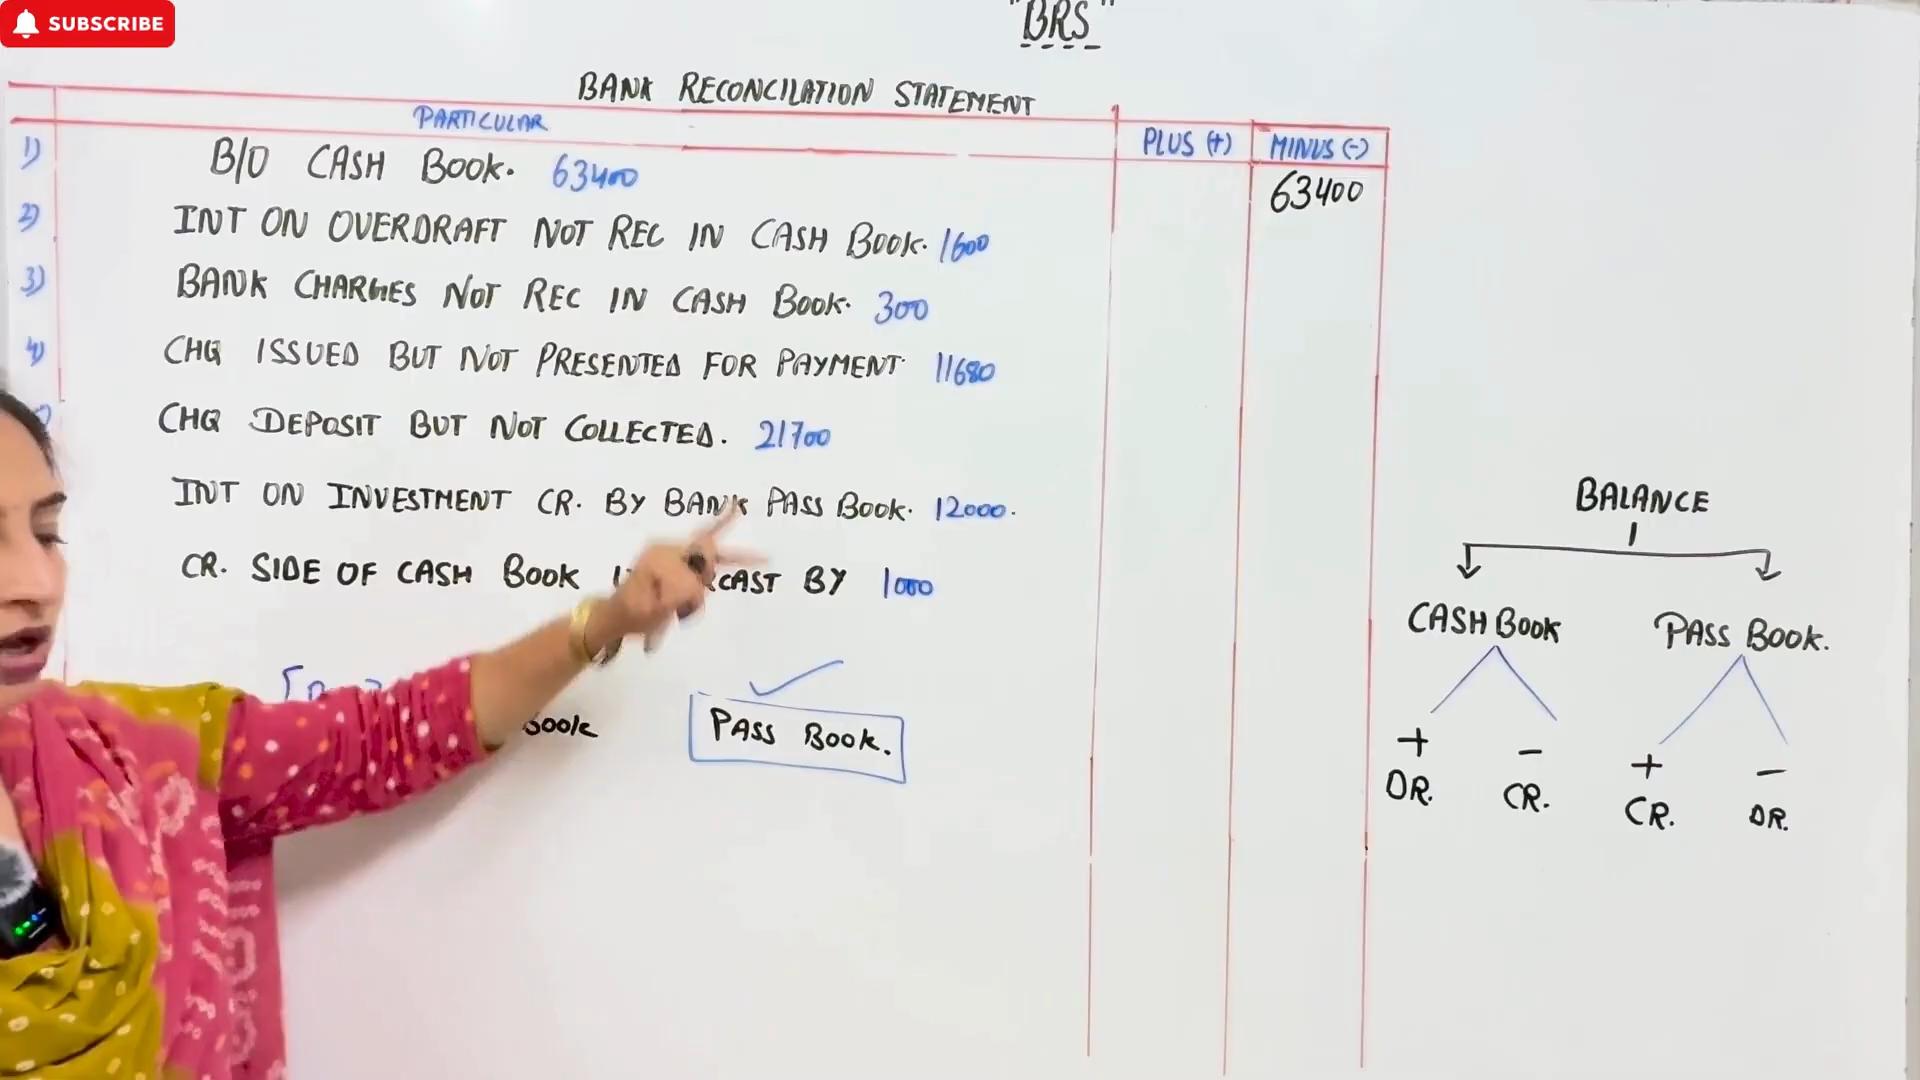 SUBSCRIBE
"BRS"
BANK RECONCILATION STATEMENT
PARTICULAR PLUS (+) MINUS (-)
1) B/O CASH BOOK. 63400 63400
2) INT ON OVERDRAFT NOT REC IN CASH BOOK. 1600
3) BANK CHARGES NOT REC IN CASH BOOK. 300
4) CHQ ISSUED BUT NOT PRESENTED FOR PAYMENT. 11680
CHQ DEPOSIT BUT NOT COLLECTED. 21700
INT ON INVESTMENT CR. BY BANK PASS BOOK. 12000.
CR. SIDE OF CASH BOOK BY 1000
BOOK PASS BOOK.
BALANCE
CASH BOOK PASS BOOK.
+ - + -
DR. CR. CR. DR.